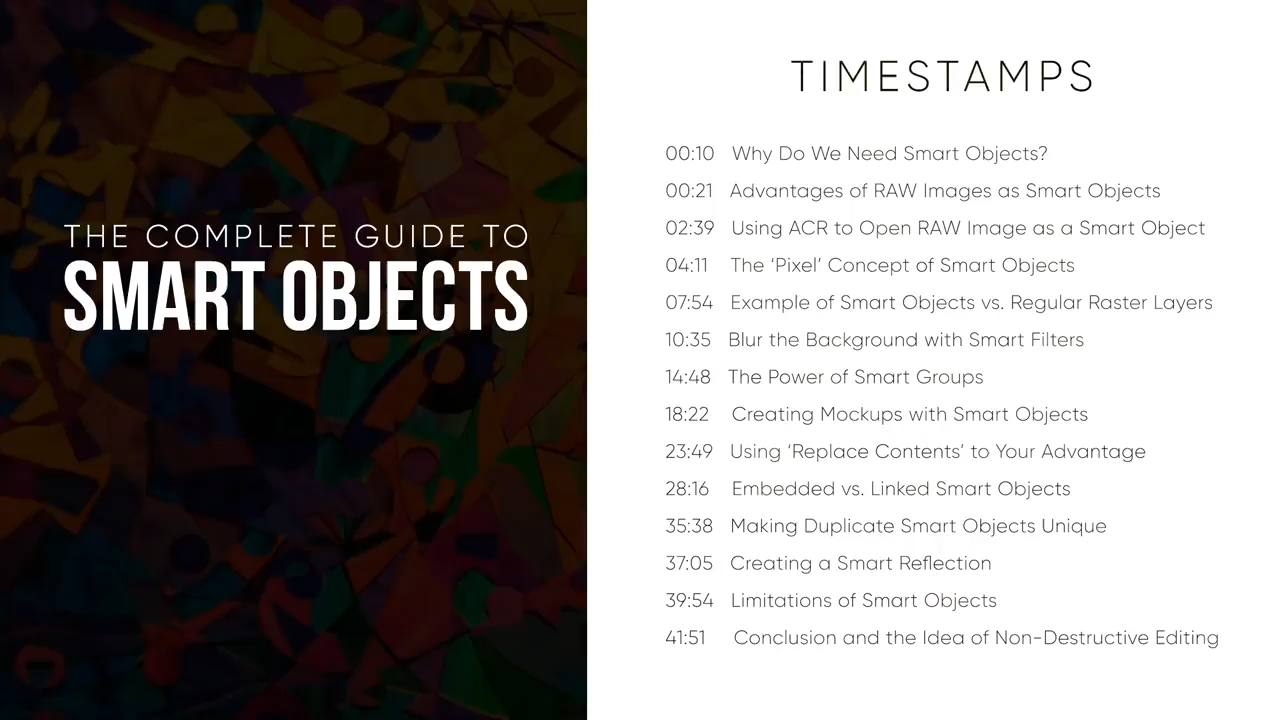 THE COMPLETE GUIDE TO
SMART OBJECTS
TIMESTAMPS
00:10 Why Do We Need Smart Objects?
00:21 Advantages of RAW Images as Smart Objects
02:39 Using ACR to Open RAW Image as a Smart Object
04:11 The ‘Pixel’ Concept of Smart Objects
07:54 Example of Smart Objects vs. Regular Raster Layers
10:35 Blur the Background with Smart Filters
14:48 The Power of Smart Groups
18:22 Creating Mockups with Smart Objects
23:49 Using ‘Replace Contents’ to Your Advantage
28:16 Embedded vs. Linked Smart Objects
35:38 Making Duplicate Smart Objects Unique
37:05 Creating a Smart Reflection
39:54 Limitations of Smart Objects
41:51 Conclusion and the Idea of Non-Destructive Editing